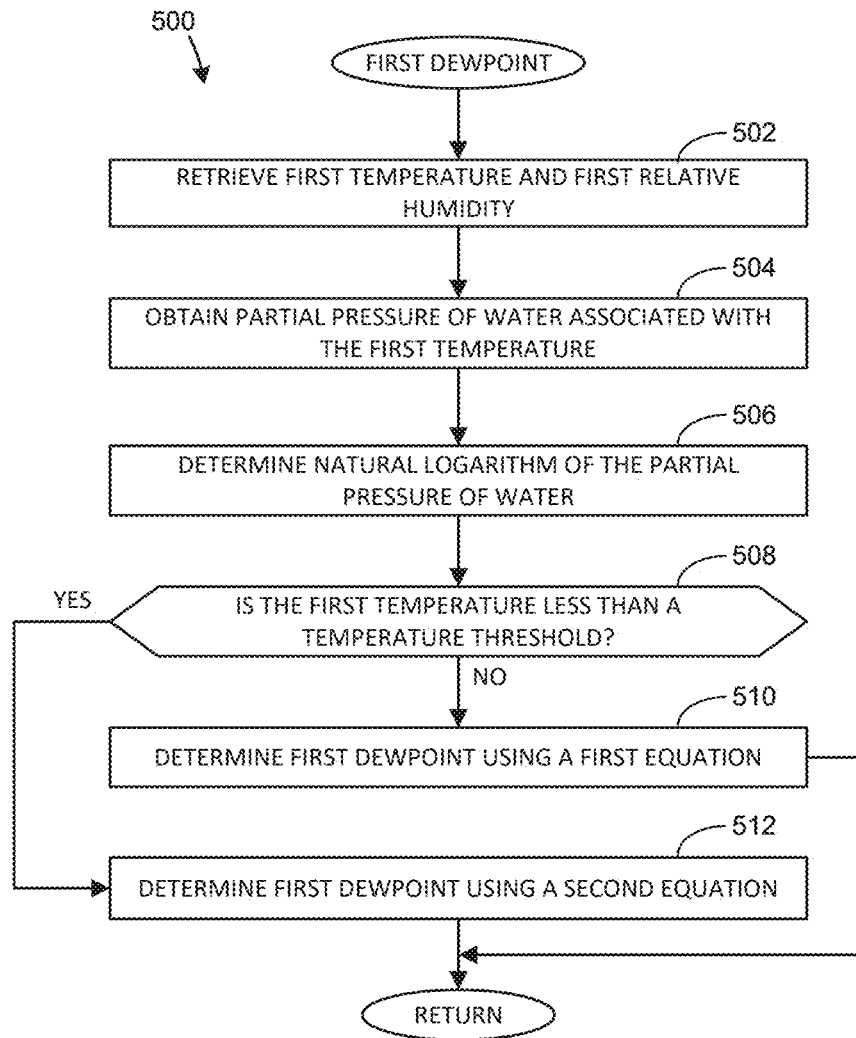 500
FIRST DEWPOINT
502
RETRIEVE FIRST TEMPERATURE AND FIRST RELATIVE
HUMIDITY
504
OBTAIN PARTIAL PRESSURE OF WATER ASSOCIATED WITH
THE FIRST TEMPERATURE
506
DETERMINE NATURAL LOGARITHM OF THE PARTIAL
PRESSURE OF WATER
508
YES
IS THE FIRST TEMPERATURE LESS THAN A
TEMPERATURE THRESHOLD?
NO
510
DETERMINE FIRST DEWPOINT USING A FIRST EQUATION
512
DETERMINE FIRST DEWPOINT USING A SECOND EQUATION
RETURN